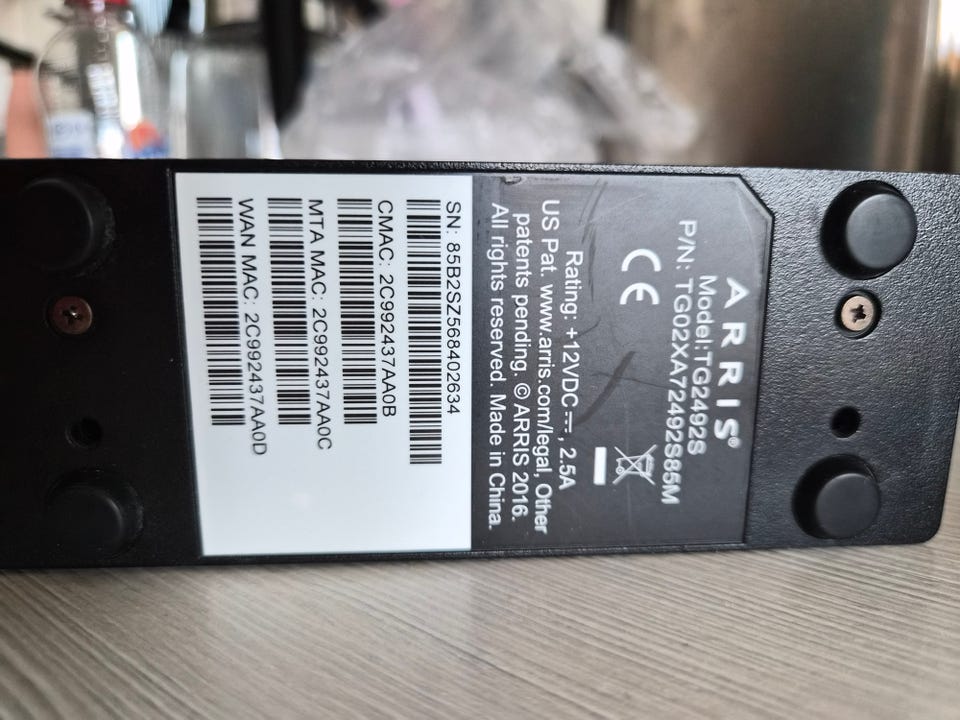 ARRIS®
Model:TG2492S
P/N: TG02XA72492S85M
CE
Rating: +12VDC⎓, 2.5A
US Pat. www.arris.com/legal, Other
patents pending. © ARRIS 2016.
All rights reserved. Made in China.
SN: 85B2SZ568402634
CMAC: 2C992437AA0B
MTA MAC: 2C992437AA0C
WAN MAC: 2C992437AA0D